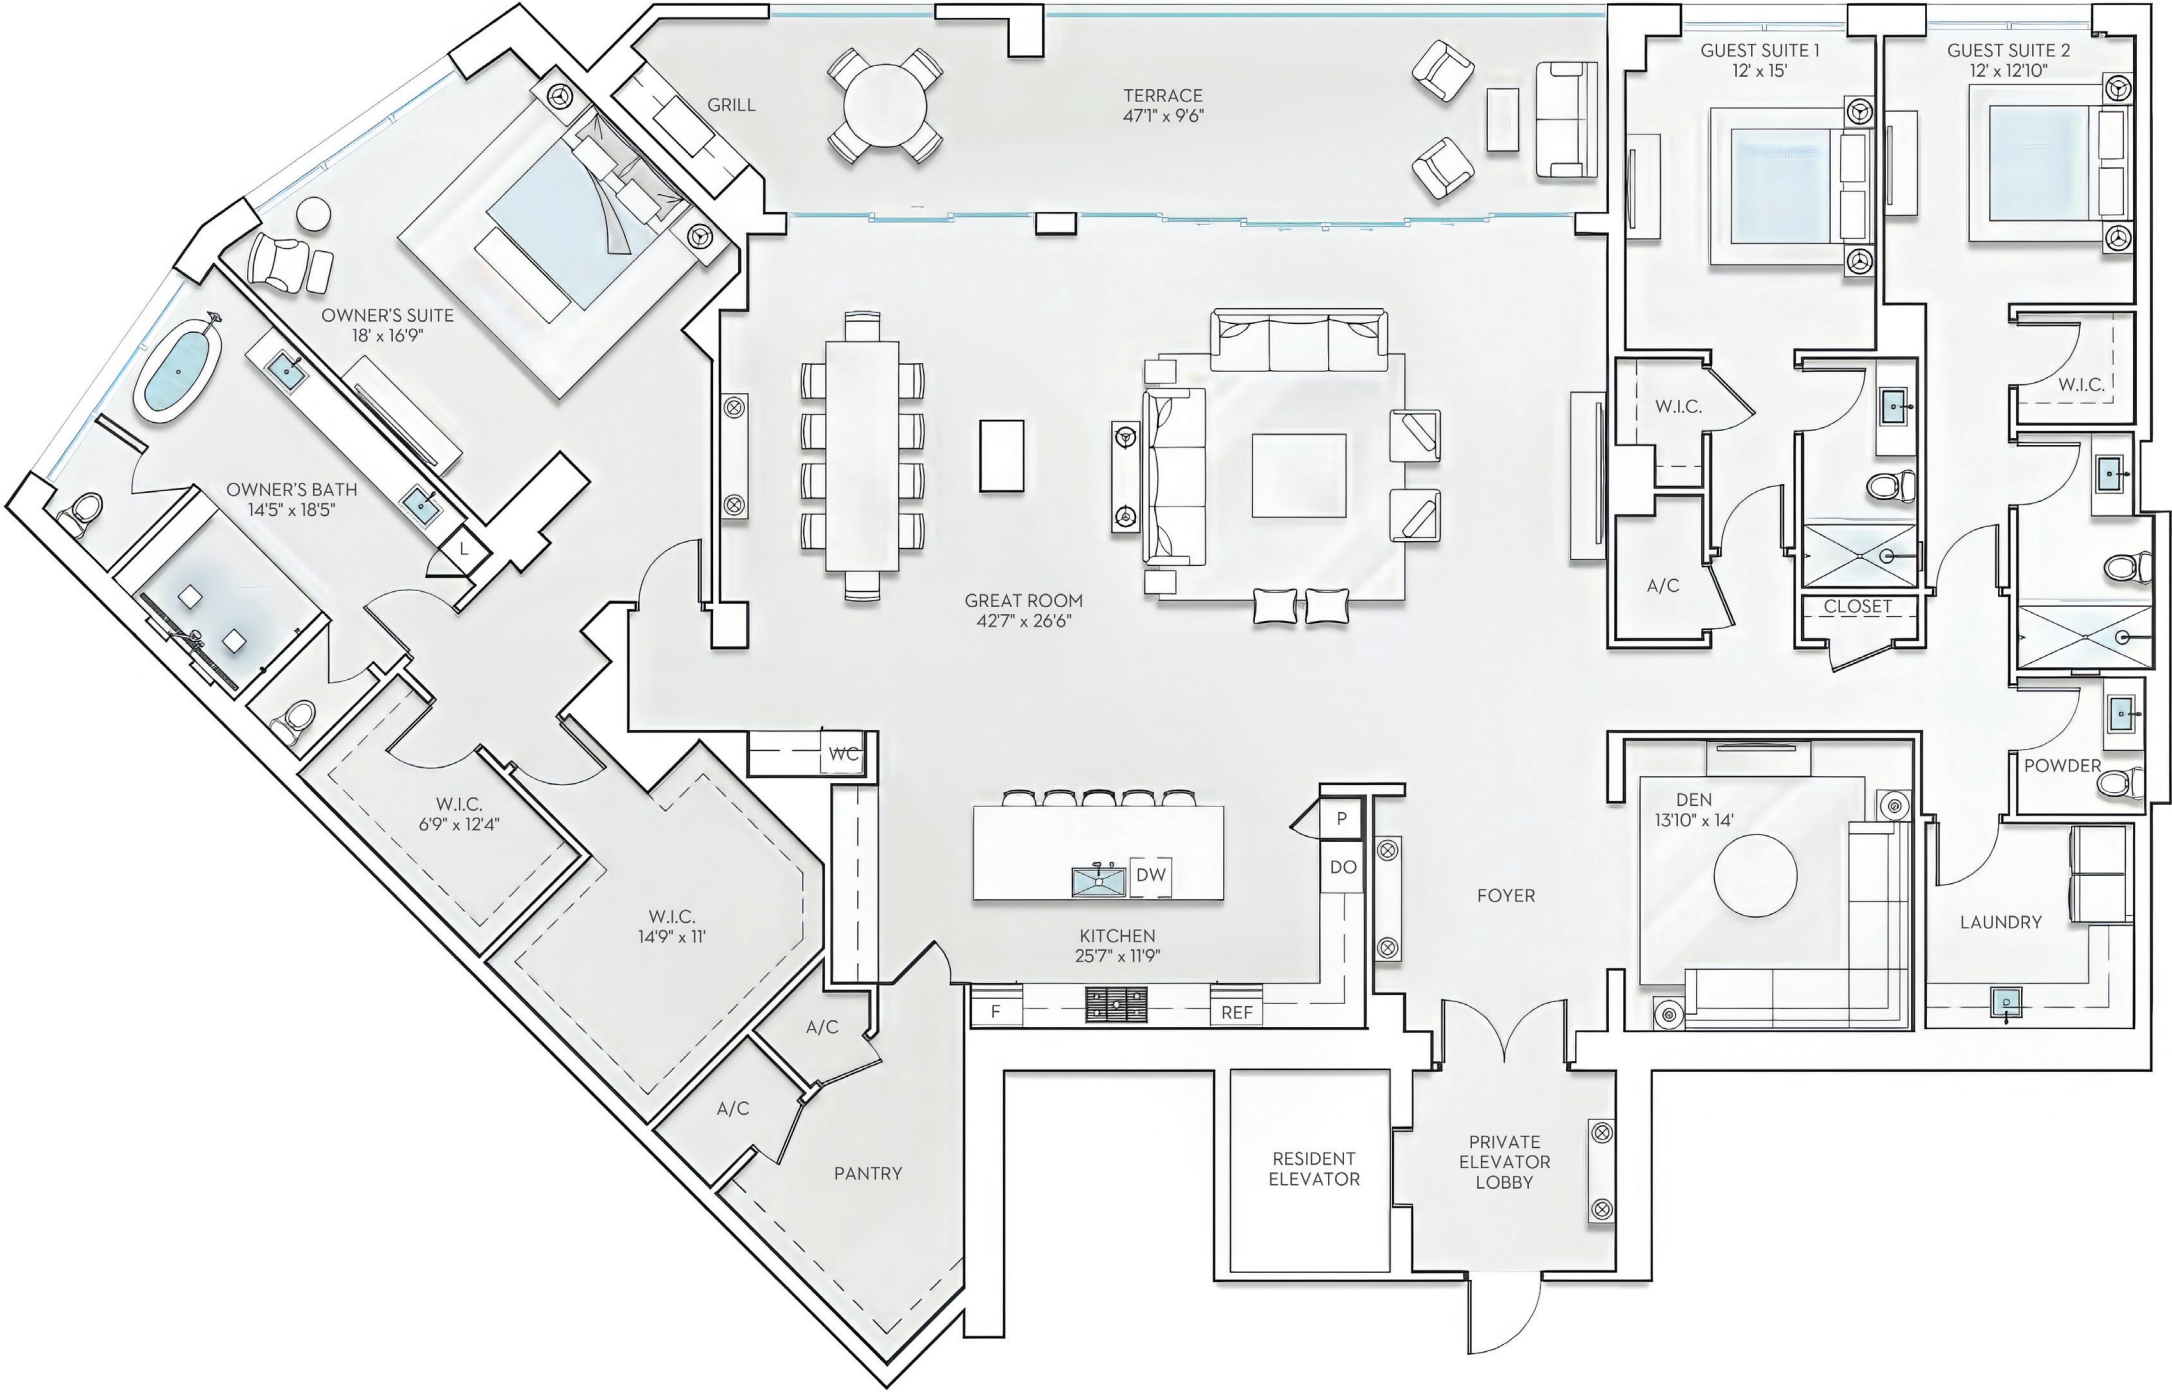 GUEST SUITE 1
12' x 15'
GUEST SUITE 2
12' x 12'10"
GRILL
TERRACE
47'1" x 9'6"
OWNER'S SUITE
18' x 16'9"
W.I.C.
W.I.C.
OWNER'S BATH
14'5" x 18'5"
L
A/C
CLOSET
GREAT ROOM
42'7" x 26'6"
WC
POWDER
W.I.C.
6'9" x 12'4"
P
DEN
13'10" x 14'
DO
DW
FOYER
W.I.C.
14'9" x 11'
LAUNDRY
KITCHEN
25'7" x 11'9"
F
REF
A/C
A/C
PANTRY
RESIDENT
ELEVATOR
PRIVATE
ELEVATOR
LOBBY